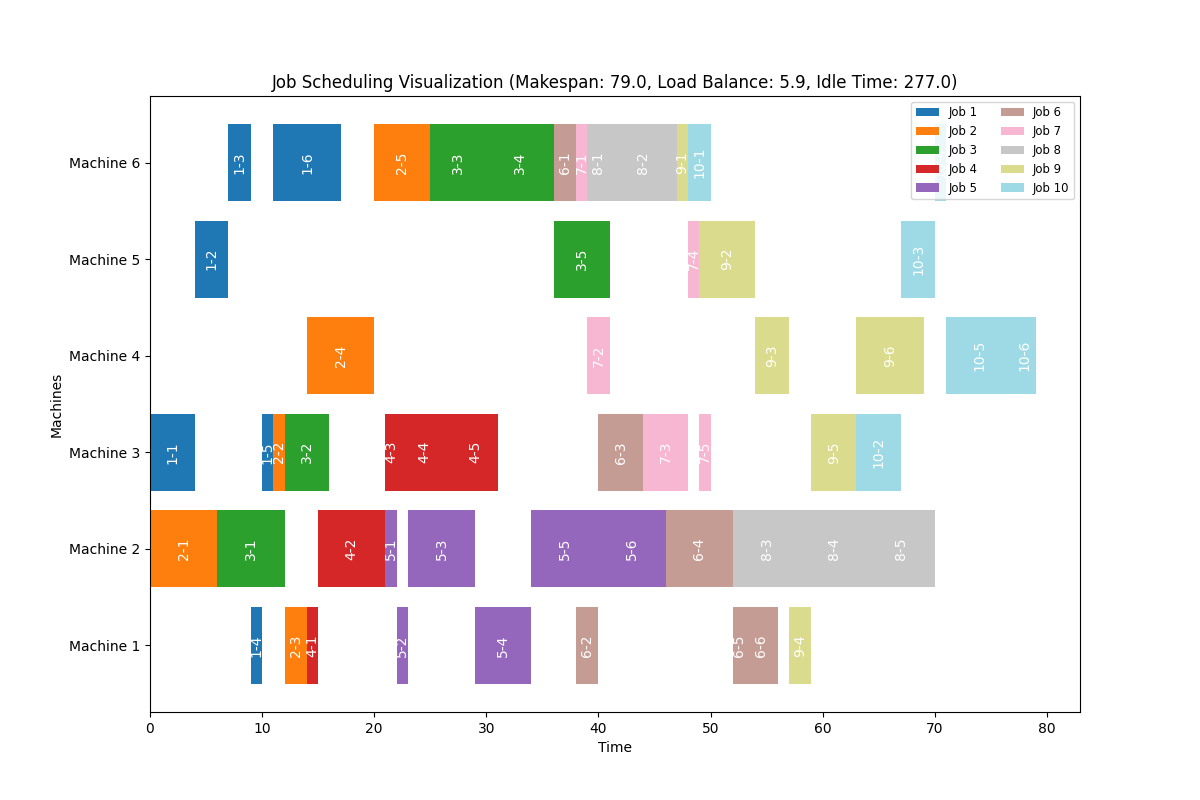 Job Scheduling Visualization (Makespan: 79.0, Load Balance: 5.9, Idle Time: 277.0)
Job 1 Job 6
Job 2 Job 7
Job 3 Job 8
Job 4 Job 9
Job 5 Job 10
Machine 6
1-3 1-6 2-5 3-3 3-4 6-1 7-1 8-1 8-2 9-1 10-1
Machine 5
1-2 3-5 7-4 9-2 10-3
Machine 4
2-4 7-2 9-3 9-6 10-5 10-6
Machine 3
1-1 1-5 2-2 3-2 4-3 4-4 4-5 6-3 7-3 7-5 9-5 10-2
Machine 2
2-1 3-1 4-2 5-1 5-3 5-5 5-6 6-4 8-3 8-4 8-5
Machine 1
1-4 2-3 4-1 5-2 5-4 6-2 6-5 6-6 9-4
Machines
0 10 20 30 40 50 60 70 80
Time